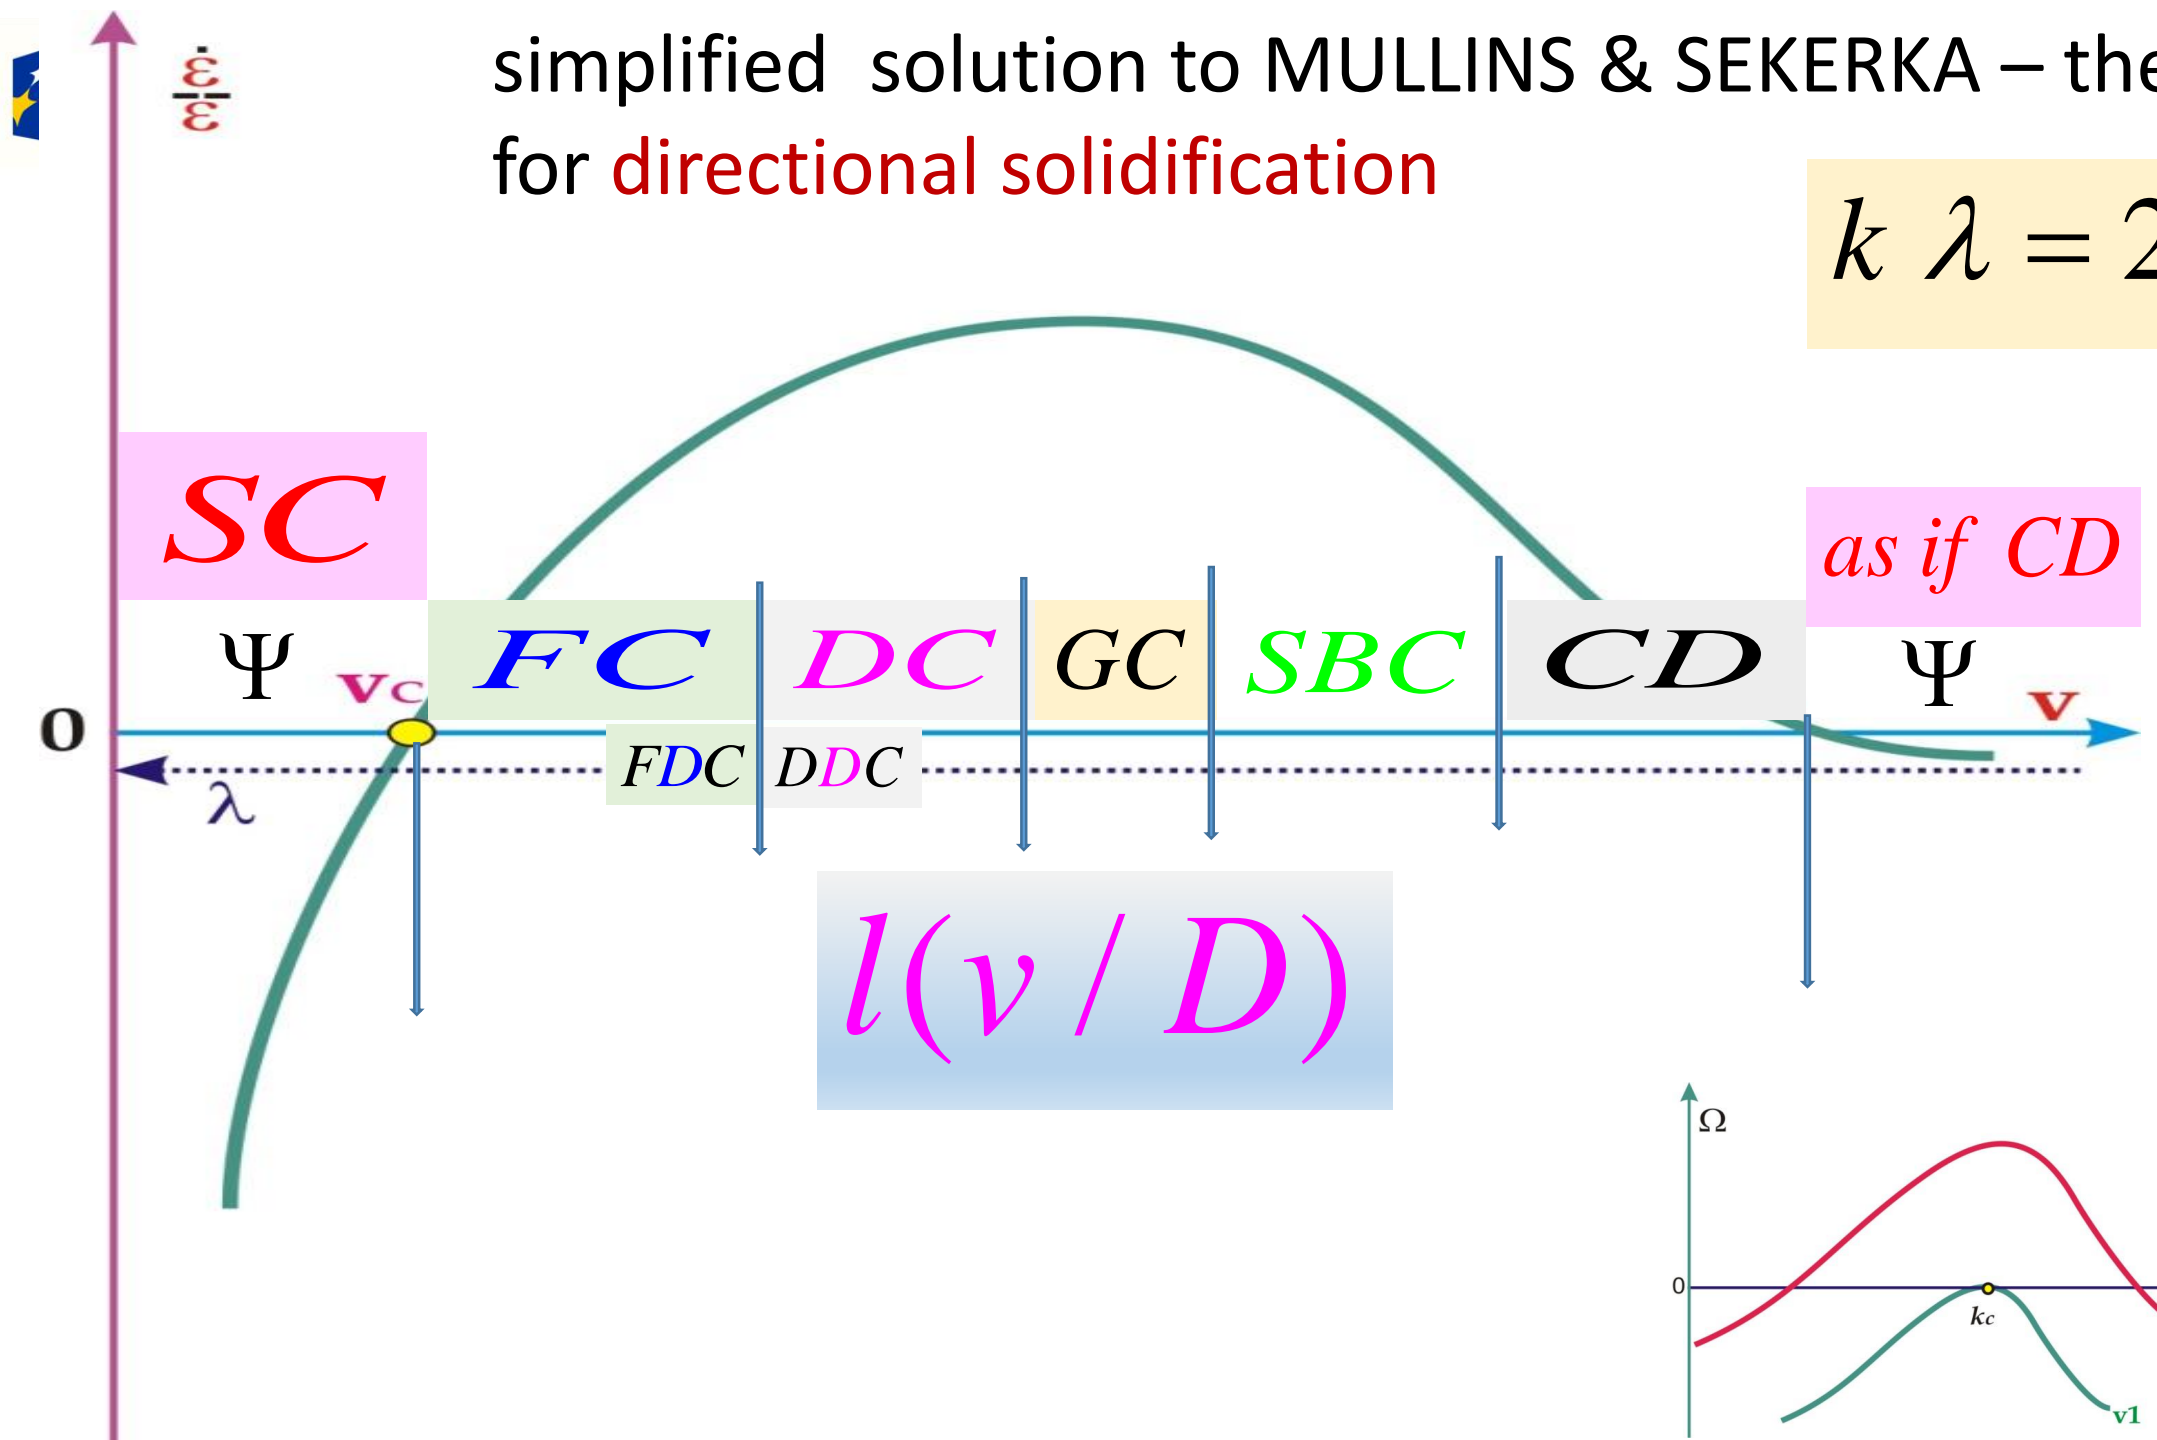 simplified solution to MULLINS & SEKERKA – the
for directional solidification
ε̇
ε
k λ = 2
SC
as if CD
Ψ
vc
FC
DC
GC
SBC
CD
Ψ
v
0
FDC
DDC
λ
l(v / D)
Ω
0
kc
v1